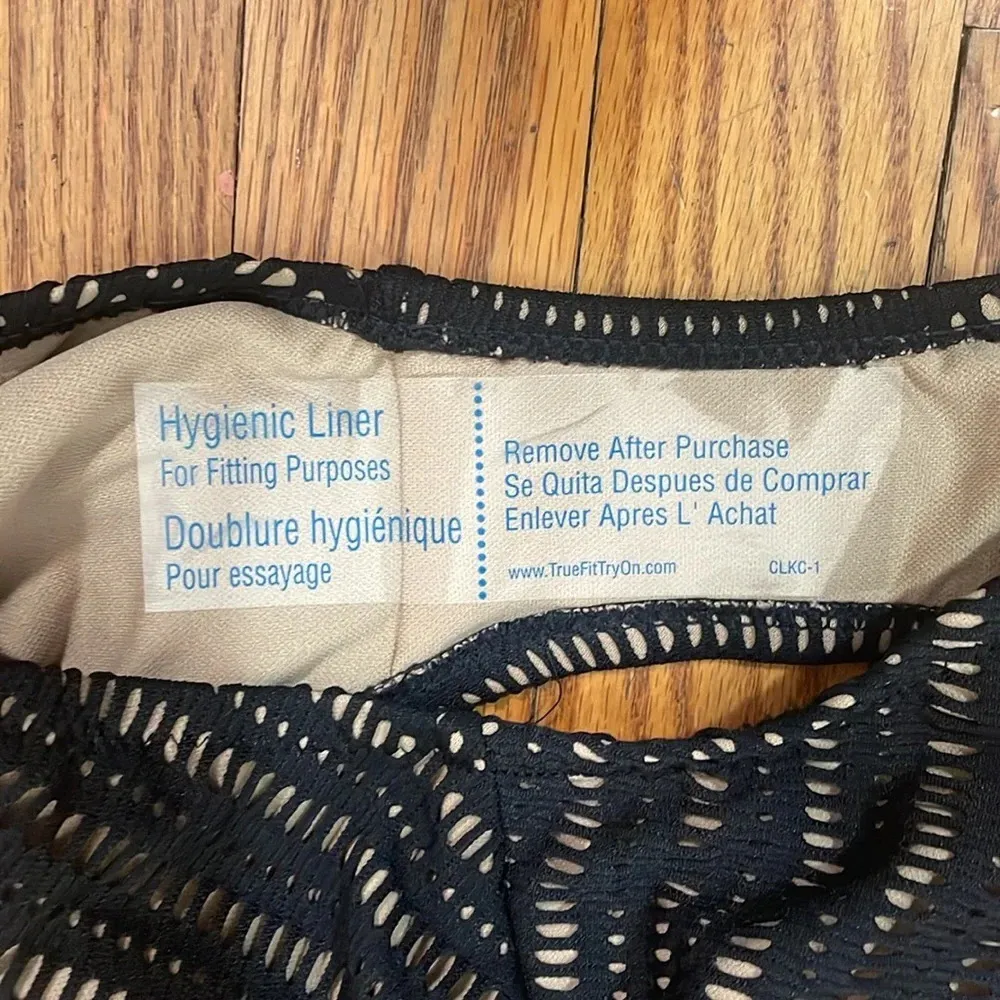 Hygienic Liner
For Fitting Purposes
Doublure hygiénique
Pour essayage
Remove After Purchase
Se Quita Despues de Comprar
Enlever Apres L' Achat
www.TrueFitTryOn.com
CLKC-1